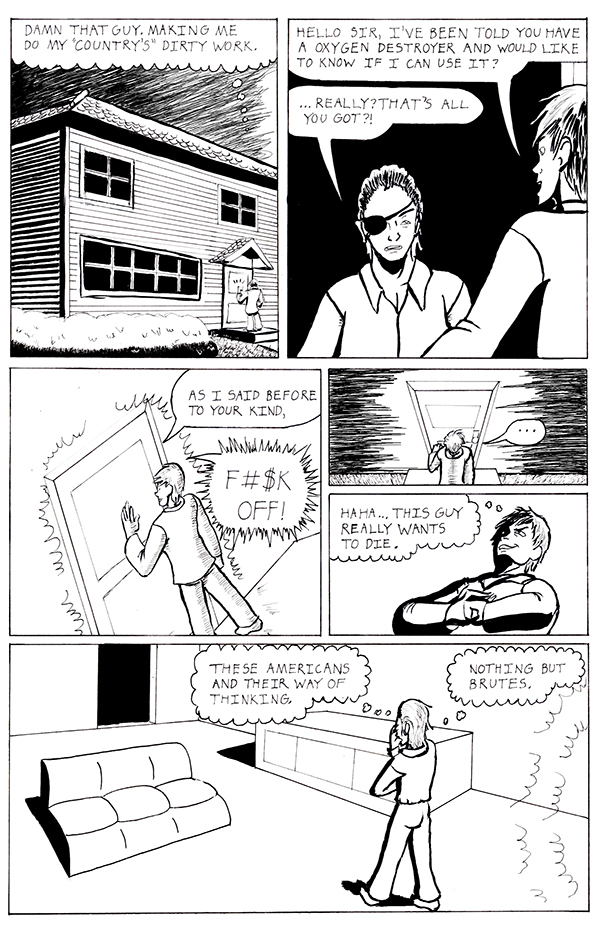 DAMN THAT GUY. MAKING ME
DO MY "COUNTRY'S" DIRTY WORK.
HELLO SIR, I'VE BEEN TOLD YOU HAVE
A OXYGEN DESTROYER AND WOULD LIKE
TO KNOW IF I CAN USE IT?
...REALLY? THAT'S ALL
YOU GOT?!
AS I SAID BEFORE
TO YOUR KIND,
F#$K
OFF!
...
HAHA..., THIS GUY
REALLY WANTS
TO DIE.
THESE AMERICANS
AND THEIR WAY OF
THINKING.
NOTHING BUT
BRUTES.